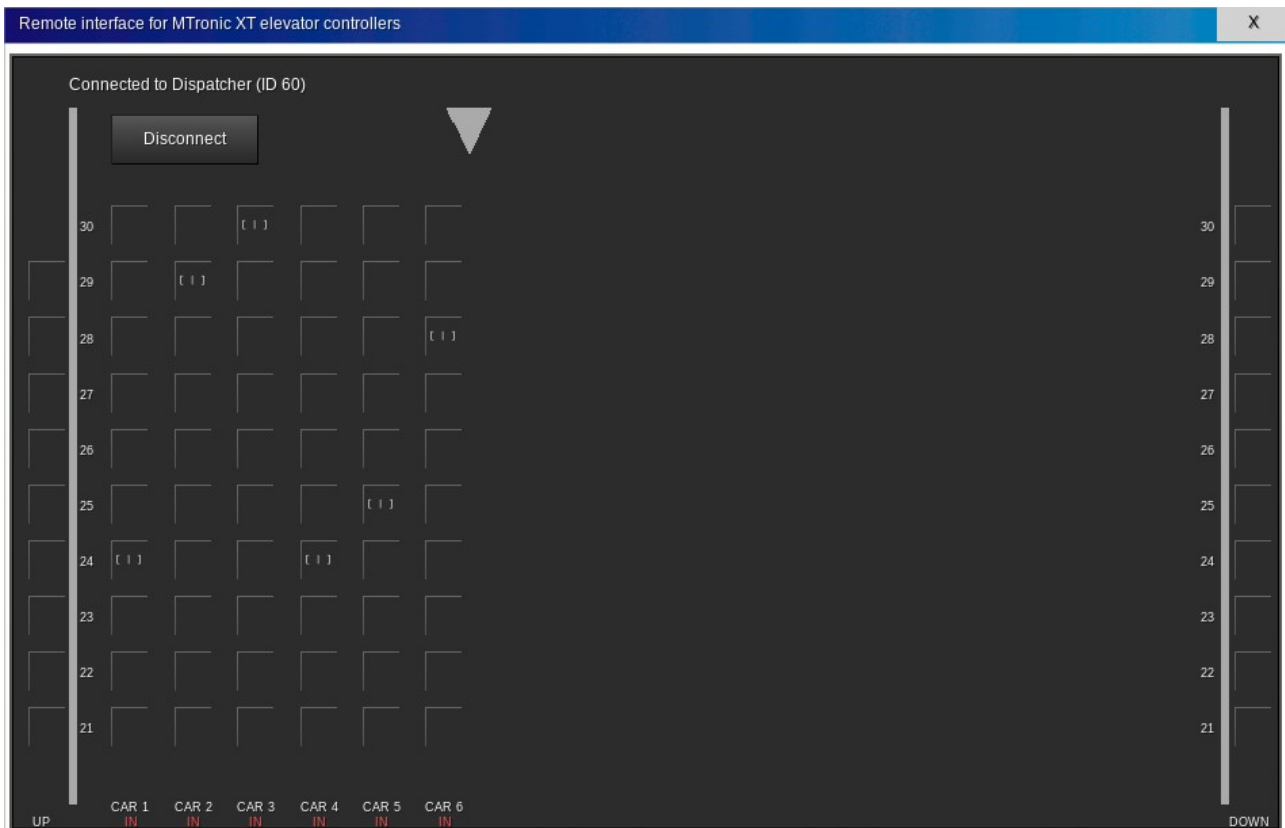 Remote interface for MTronic XT elevator controllers X
Connected to Dispatcher (ID 60)
Disconnect
30 [ | ] 30
29 [ | ] 29
28 [ | ] 28
27 27
26 26
25 [ | ] 25
24 [ | ] [ | ] 24
23 23
22 22
21 21
CAR 1 CAR 2 CAR 3 CAR 4 CAR 5 CAR 6
UP IN IN IN IN IN IN DOWN